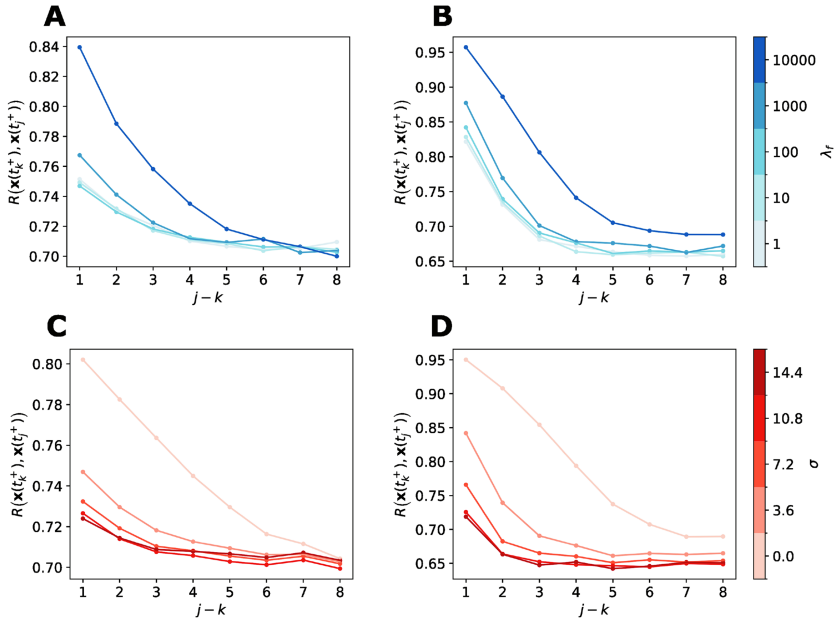 A
B
0.84
0.82
0.80
0.78
0.76
0.74
0.72
0.70
R(x(t_k^+), x(t_j^+))
1 2 3 4 5 6 7 8
j − k
0.95
0.90
0.85
0.80
0.75
0.70
0.65
R(x(t_k^+), x(t_j^+))
1 2 3 4 5 6 7 8
j − k
10000
1000
100
10
1
λ_f
C
D
0.80
0.78
0.76
0.74
0.72
0.70
R(x(t_k^+), x(t_j^+))
1 2 3 4 5 6 7 8
j − k
0.95
0.90
0.85
0.80
0.75
0.70
0.65
R(x(t_k^+), x(t_j^+))
1 2 3 4 5 6 7 8
j − k
14.4
10.8
7.2
3.6
0.0
σ